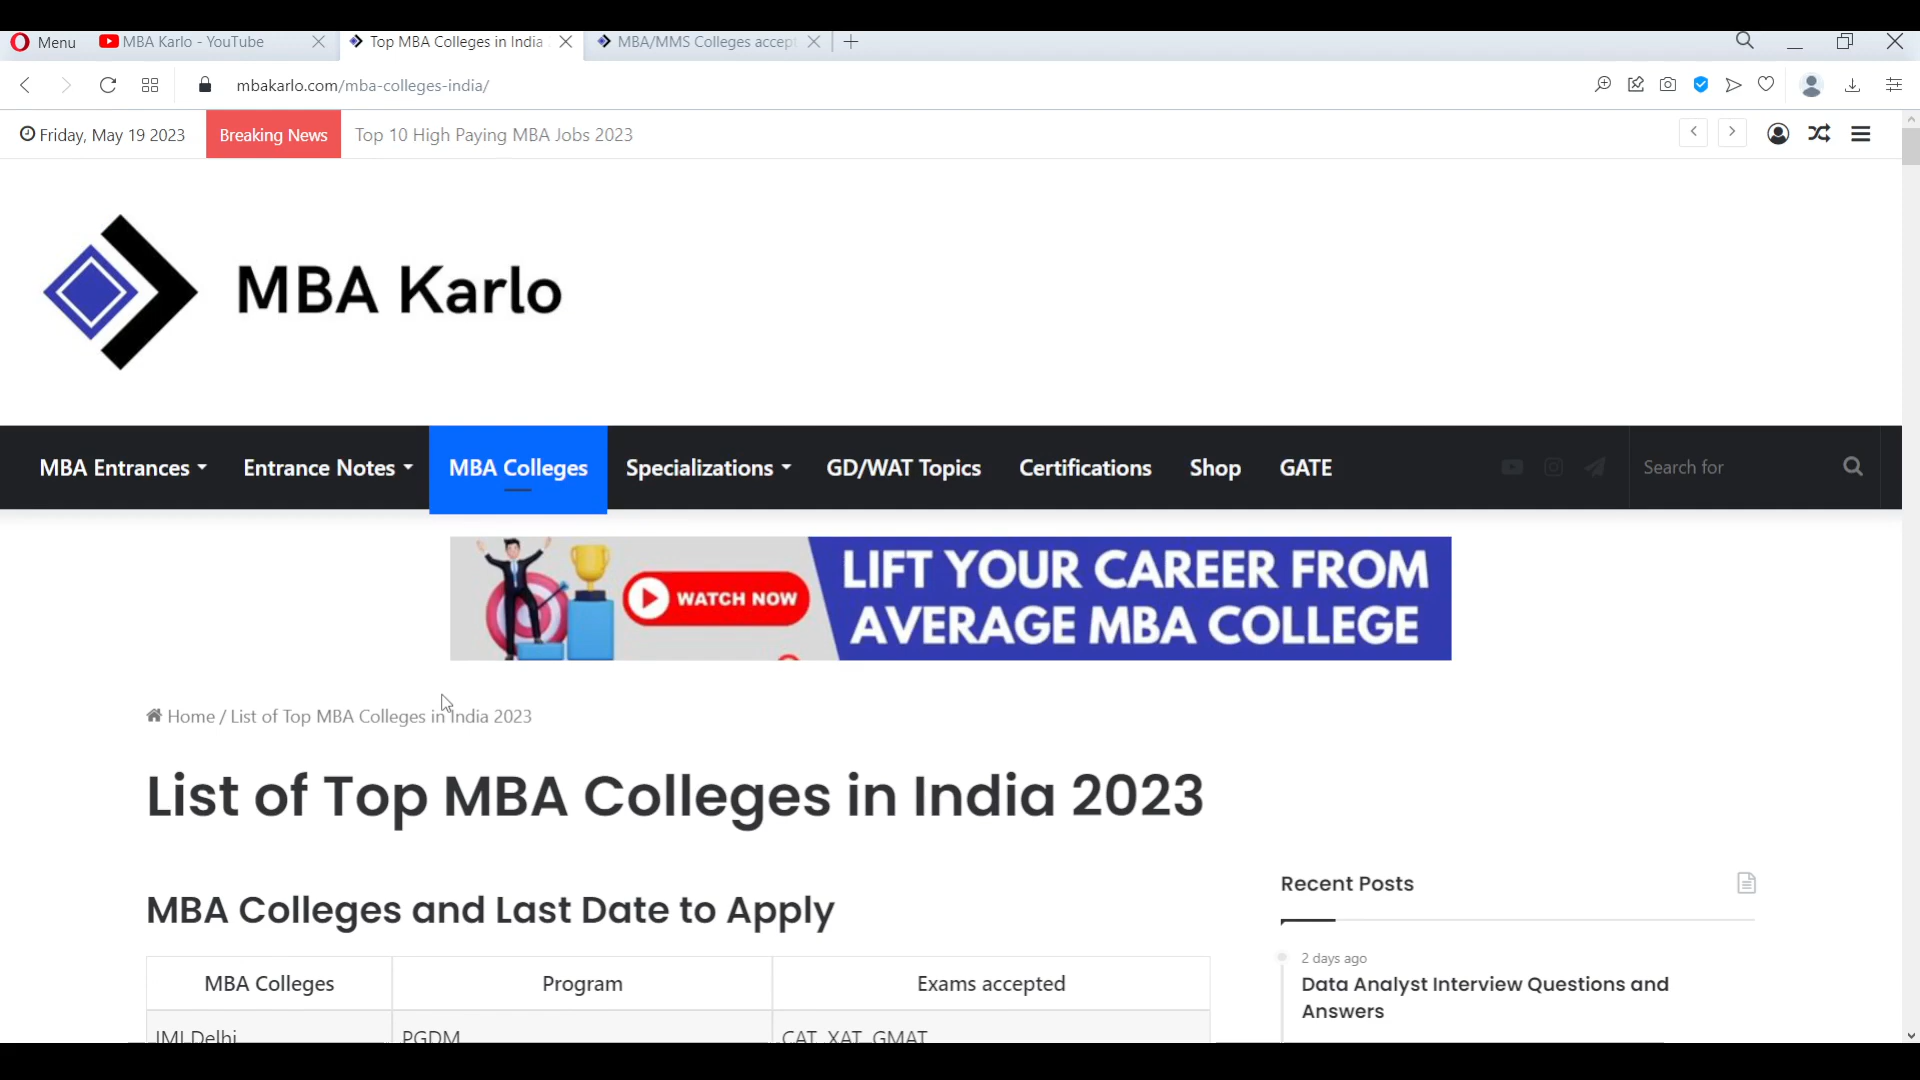 Menu
MBA Karlo - YouTube
Top MBA Colleges in India
MBA/MMS Colleges accept
mbakarlo.com/mba-colleges-india/
Friday, May 19 2023
Breaking News
Top 10 High Paying MBA Jobs 2023
MBA Karlo
MBA Entrances
Entrance Notes
MBA Colleges
Specializations
GD/WAT Topics
Certifications
Shop
GATE
Search for
WATCH NOW
LIFT YOUR CAREER FROM
AVERAGE MBA COLLEGE
Home / List of Top MBA Colleges in India 2023
List of Top MBA Colleges in India 2023
MBA Colleges and Last Date to Apply
MBA Colleges
Program
Exams accepted
IMI Delhi
PGDM
CAT, XAT, GMAT
Recent Posts
2 days ago
Data Analyst Interview Questions and
Answers